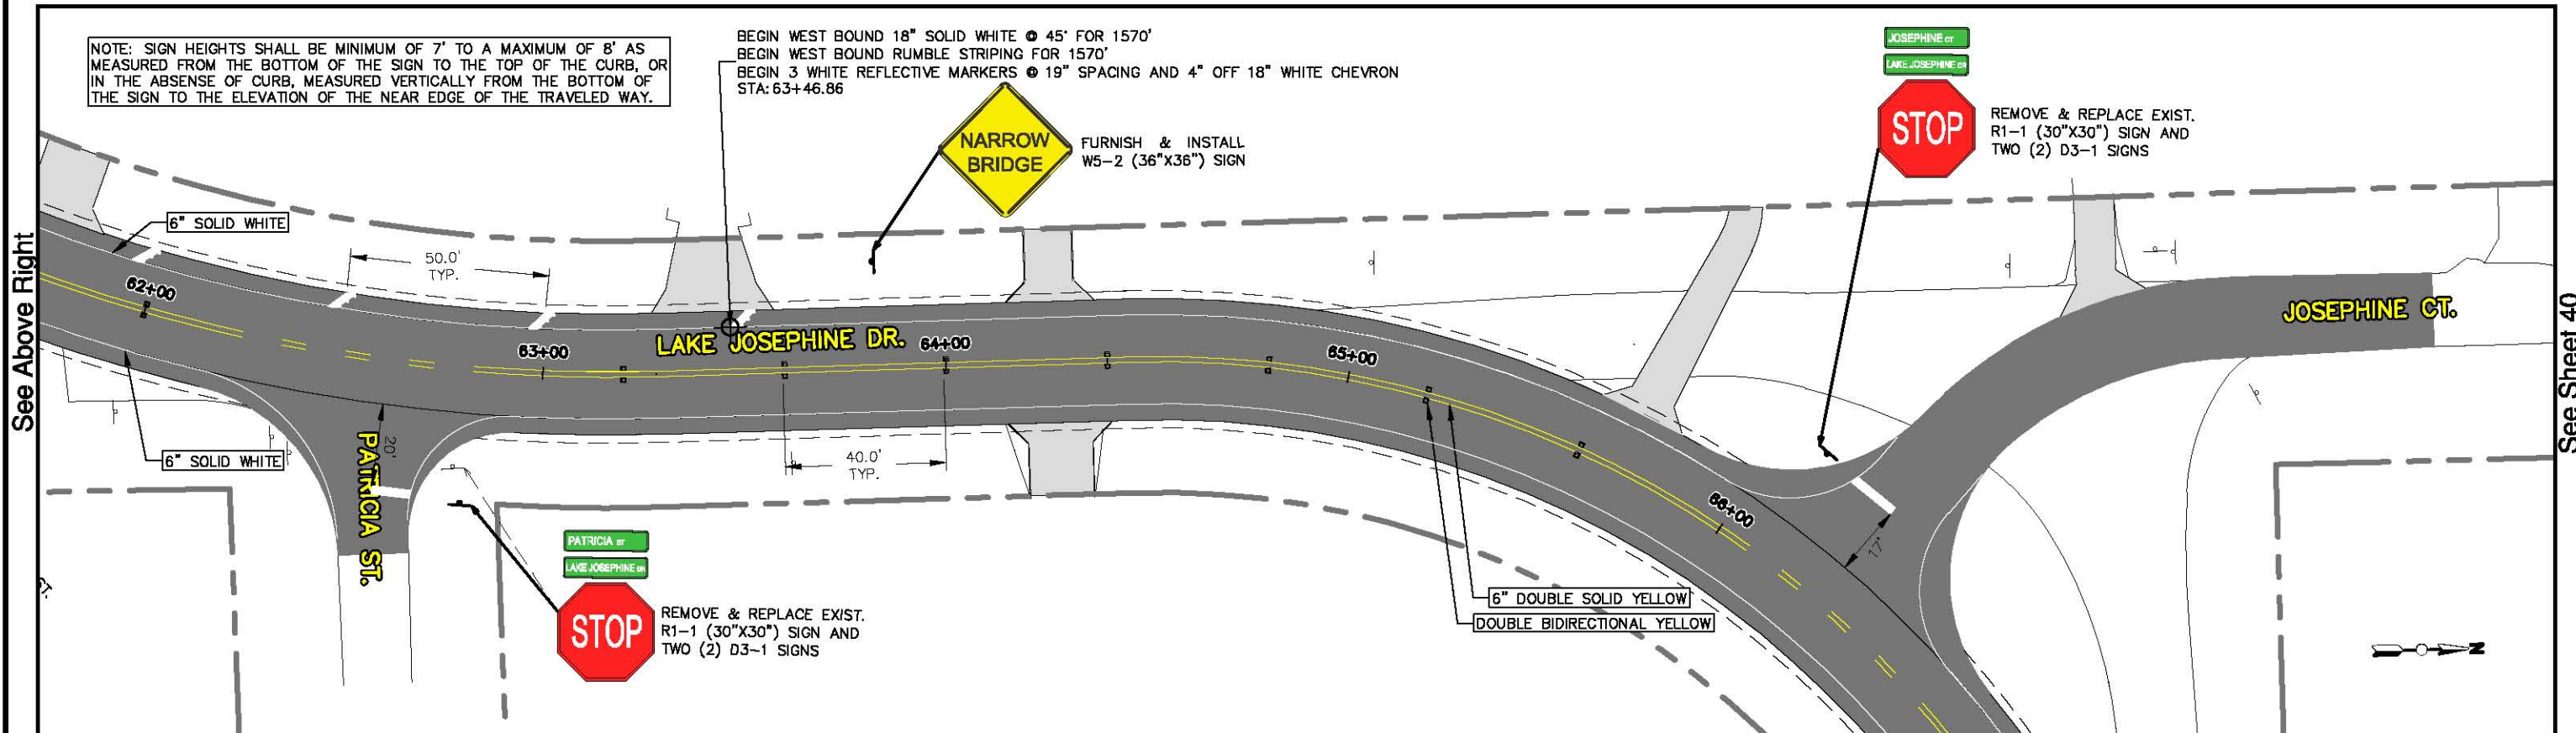 NOTE: SIGN HEIGHTS SHALL BE MINIMUM OF 7' TO A MAXIMUM OF 8' AS
MEASURED FROM THE BOTTOM OF THE SIGN TO THE TOP OF THE CURB, OR
IN THE ABSENSE OF CURB, MEASURED VERTICALLY FROM THE BOTTOM OF
THE SIGN TO THE ELEVATION OF THE NEAR EDGE OF THE TRAVELED WAY.
BEGIN WEST BOUND 18" SOLID WHITE @ 45° FOR 1570'
BEGIN WEST BOUND RUMBLE STRIPING FOR 1570'
BEGIN 3 WHITE REFLECTIVE MARKERS @ 19" SPACING AND 4" OFF 18" WHITE CHEVRON
STA: 63+46.86
NARROW
BRIDGE
FURNISH & INSTALL
W5-2 (36"X36") SIGN
JOSEPHINE CT
LAKE JOSEPHINE DR
STOP
REMOVE & REPLACE EXIST.
R1-1 (30"X30") SIGN AND
TWO (2) D3-1 SIGNS
See Above Right
6" SOLID WHITE
50.0'
TYP.
62+00
63+00
LAKE JOSEPHINE DR.
64+00
65+00
66+00
JOSEPHINE CT.
See Sheet 40
6" SOLID WHITE
PATRICIA ST.
20'
40.0'
TYP.
17'
PATRICIA ST
LAKE JOSEPHINE DR
STOP
REMOVE & REPLACE EXIST.
R1-1 (30"X30") SIGN AND
TWO (2) D3-1 SIGNS
6" DOUBLE SOLID YELLOW
DOUBLE BIDIRECTIONAL YELLOW
ST.
N